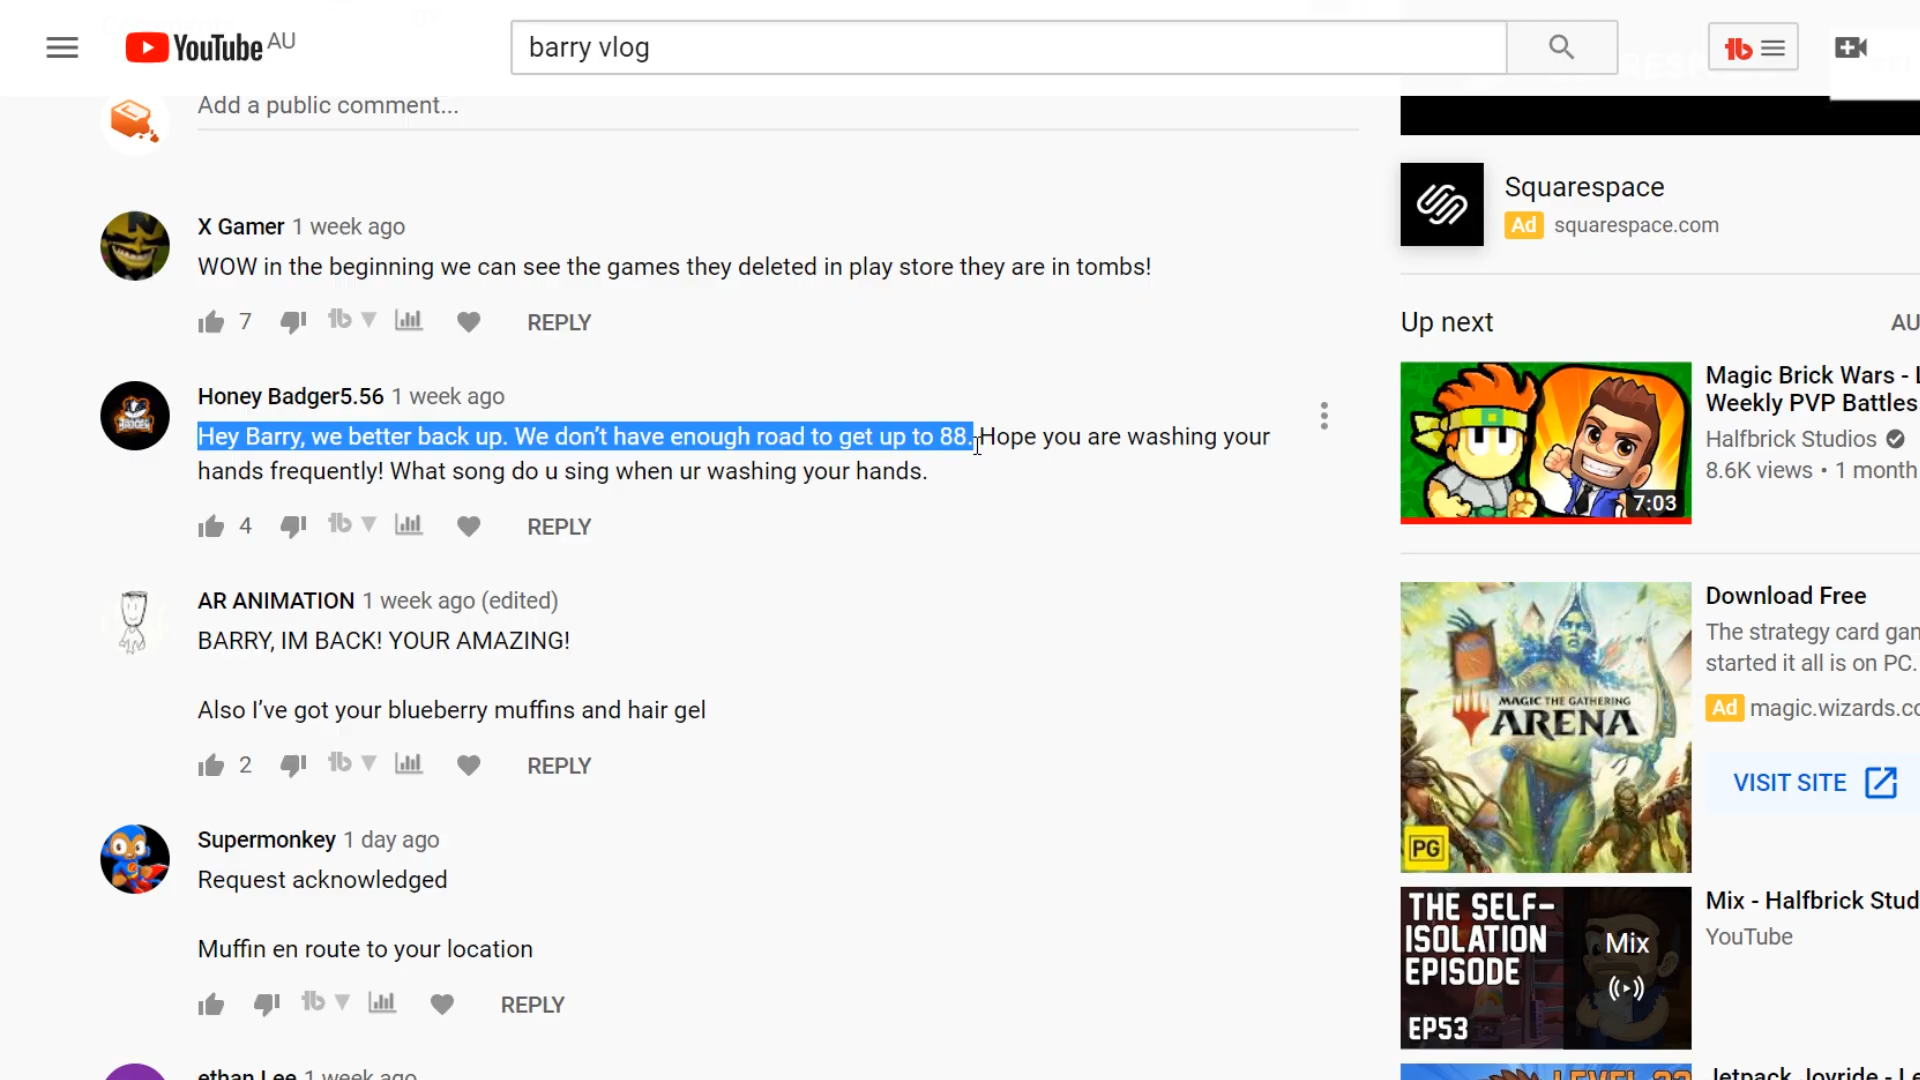 YouTube AU
barry vlog
Add a public comment...
X Gamer 1 week ago
WOW in the beginning we can see the games they deleted in play store they are in tombs!
7
REPLY
Honey Badger5.56 1 week ago
Hey Barry, we better back up. We don't have enough road to get up to 88. Hope you are washing your
hands frequently! What song do u sing when ur washing your hands.
4
REPLY
AR ANIMATION 1 week ago (edited)
BARRY, IM BACK! YOUR AMAZING!
Also I've got your blueberry muffins and hair gel
2
REPLY
Supermonkey 1 day ago
Request acknowledged
Muffin en route to your location
REPLY
ethan Lee 1 week ago
Squarespace
Ad squarespace.com
Up next
AU
7:03
Magic Brick Wars - L
Weekly PVP Battles
Halfbrick Studios
8.6K views • 1 month
MAGIC THE GATHERING
ARENA
PG
Download Free
The strategy card gam
started it all is on PC.
Ad magic.wizards.co
VISIT SITE
THE SELF-
ISOLATION
EPISODE
EP53
Mix
Mix - Halfbrick Stud
YouTube
Jetpack Joyride - Le